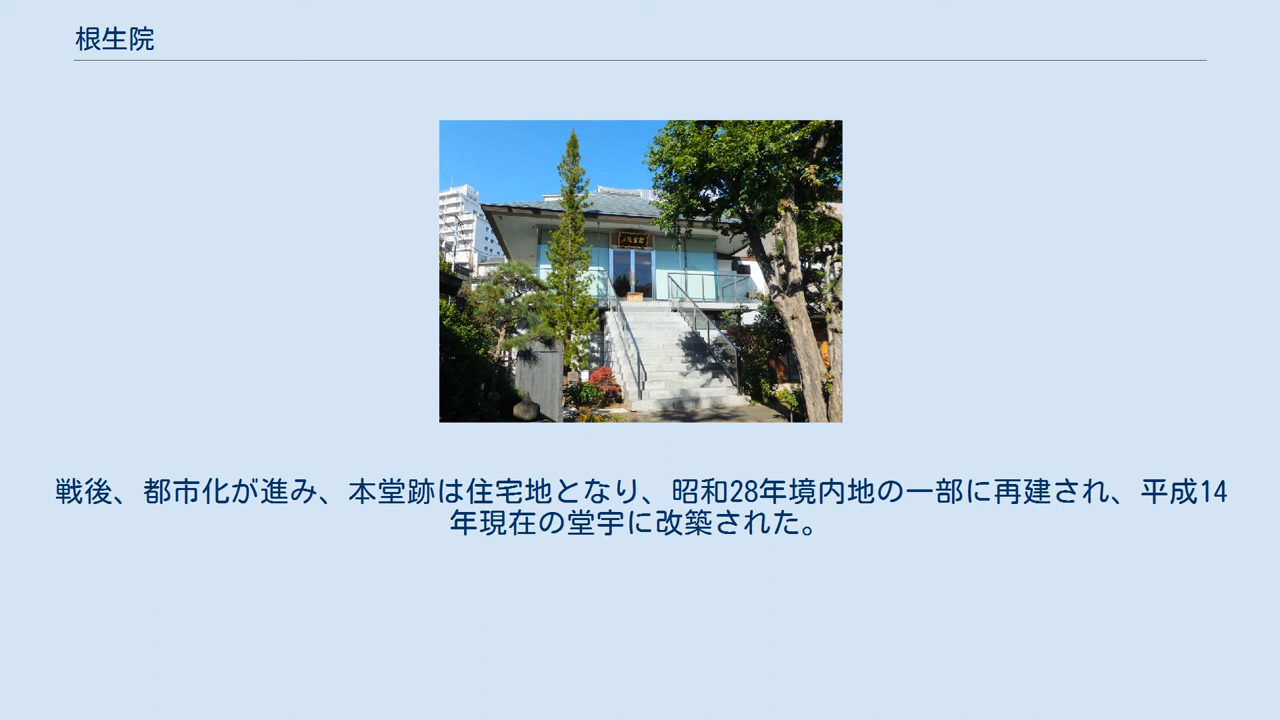 根生院
戦後、都市化が進み、本堂跡は住宅地となり、昭和28年境内地の一部に再建され、平成14
年現在の堂宇に改築された。